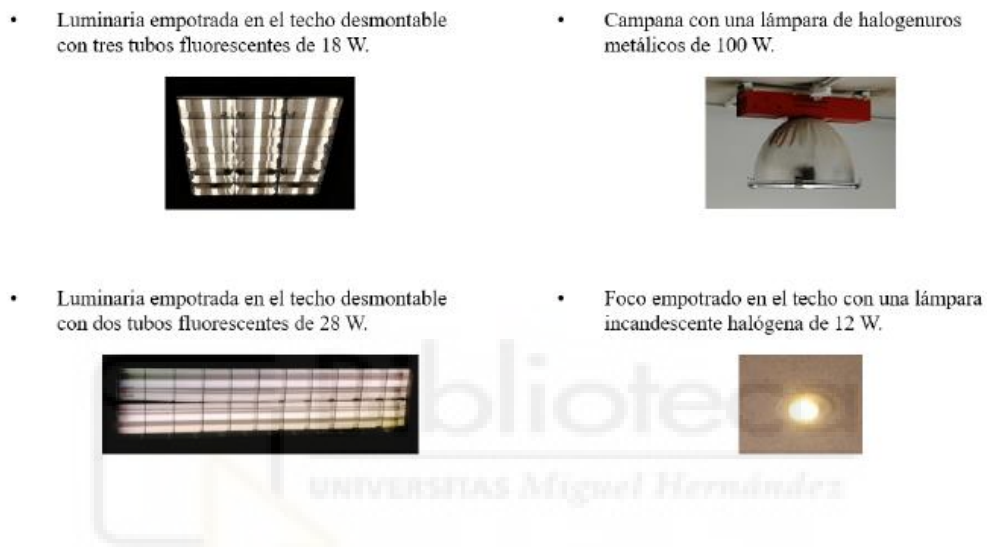 • Luminaria empotrada en el techo desmontable
con tres tubos fluorescentes de 18 W.
• Campana con una lámpara de halogenuros
metálicos de 100 W.
• Luminaria empotrada en el techo desmontable
con dos tubos fluorescentes de 28 W.
• Foco empotrado en el techo con una lámpara
incandescente halógena de 12 W.
Biblioteca
UNIVERSITAS Miguel Hernández